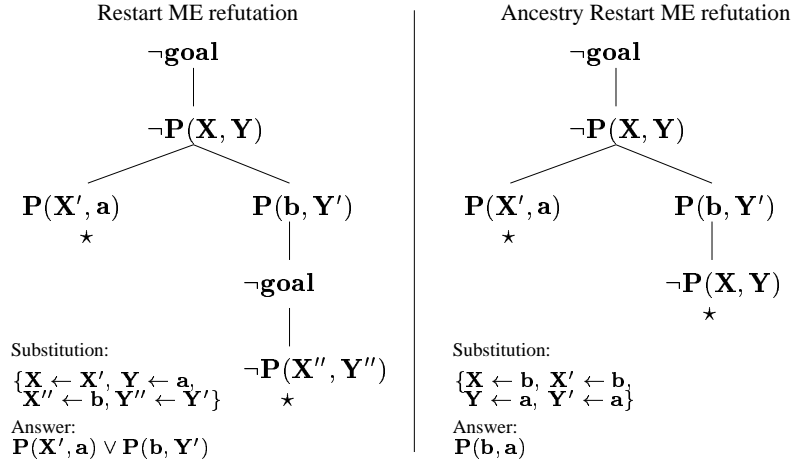 Restart ME refutation
¬goal
¬P(X, Y)
P(X′, a) P(b, Y′)
⋆
¬goal
¬P(X′′, Y′′)
⋆
Substitution:
{X ← X′, Y ← a,
X′′ ← b, Y′′ ← Y′}
Answer:
P(X′, a) ∨ P(b, Y′)
Ancestry Restart ME refutation
¬goal
¬P(X, Y)
P(X′, a) P(b, Y′)
⋆
¬P(X, Y)
⋆
Substitution:
{X ← b, X′ ← b,
Y ← a, Y′ ← a}
Answer:
P(b, a)